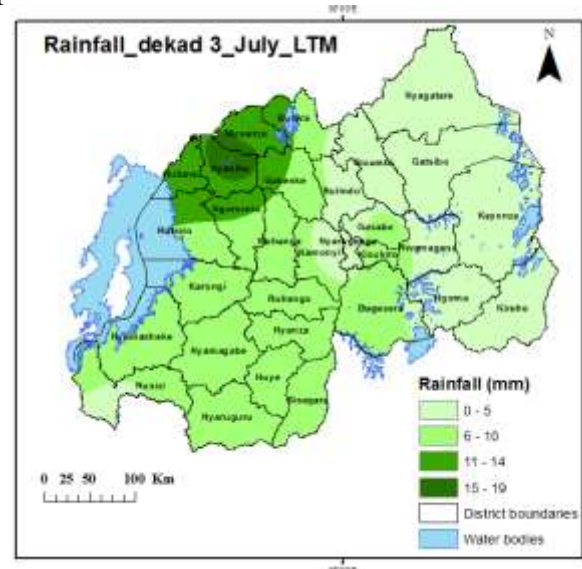 Rainfall_dekad 3_July_LTM
N
Nyagatare
Burera
Musanze
Gicumbi
Gatsibo
Rubavu
Nyabihu
Gakenke
Rulindo
Kayonza
Ngororero
Gasabo
Rutsiro
Muhanga
Kamonyi
Kicukiro
Rwamagana
Karongi
Ruhango
Bugesera
Ngoma
Kirehe
Nyamasheke
Nyanza
Nyamagabe
Huye
Rusizi
Gisagara
Nyaruguru
Rainfall (mm)
0 - 5
6 - 10
11 - 14
15 - 19
District boundaries
Water bodies
0 25 50 100 Km